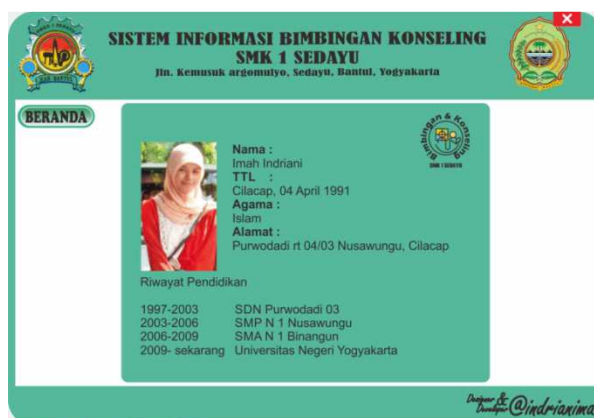 SISTEM INFORMASI BIMBINGAN KONSELING
SMK 1 SEDAYU
Jln. Kemusuk argomulyo, Sedayu, Bantul, Yogyakarta
X
BERANDA
Bimbingan & Konseling
SMK 1 SEDAYU
Nama :
Imah Indriani
TTL :
Cilacap, 04 April 1991
Agama :
Islam
Alamat :
Purwodadi rt 04/03 Nusawungu, Cilacap
Riwayat Pendidikan
1997-2003 SDN Purwodadi 03
2003-2006 SMP N 1 Nusawungu
2006-2009 SMA N 1 Binangun
2009- sekarang Universitas Negeri Yogyakarta
Designer &
Developer @indrianima